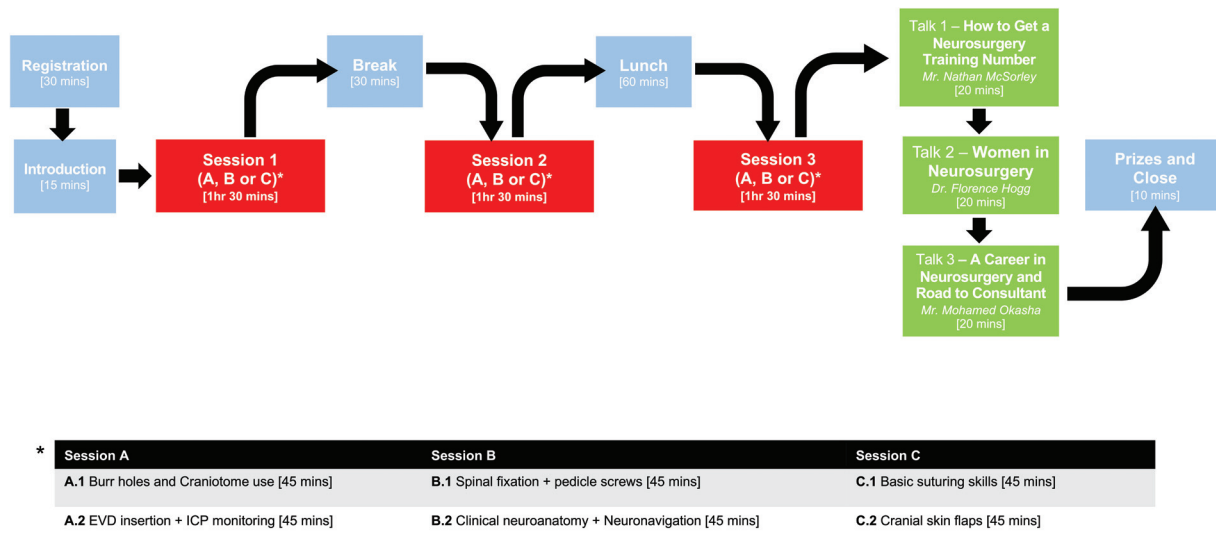 Registration
[30 mins]
Introduction
[15 mins]
Session 1
(A, B or C)*
[1hr 30 mins]
Break
[30 mins]
Session 2
(A, B or C)*
[1hr 30 mins]
Lunch
[60 mins]
Session 3
(A, B or C)*
[1hr 30 mins]
Talk 1 – How to Get a
Neurosurgery
Training Number
Mr. Nathan McSorley
[20 mins]
Talk 2 – Women in
Neurosurgery
Dr. Florence Hogg
[20 mins]
Talk 3 – A Career in
Neurosurgery and
Road to Consultant
Mr. Mohamed Okasha
[20 mins]
Prizes and
Close
[10 mins]
* Session A Session B Session C
A.1 Burr holes and Craniotome use [45 mins] B.1 Spinal fixation + pedicle screws [45 mins] C.1 Basic suturing skills [45 mins]
A.2 EVD insertion + ICP monitoring [45 mins] B.2 Clinical neuroanatomy + Neuronavigation [45 mins] C.2 Cranial skin flaps [45 mins]